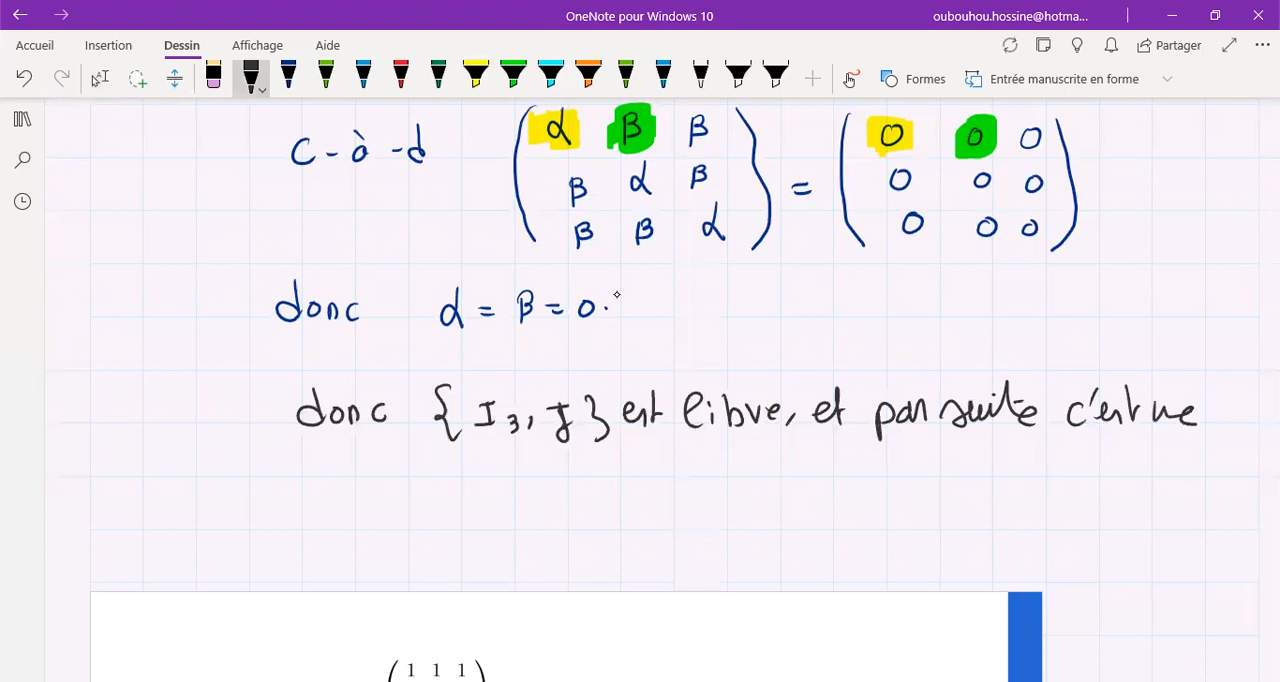 OneNote pour Windows 10
oubouhou.hossine@hotma...
Accueil Insertion Dessin Affichage Aide
Partager
Formes
Entrée manuscrite en forme
C-à-d
α β β
β α β
β β α
=
0 0 0
0 0 0
0 0 0
donc α = β = 0.
donc { I3, J } est libre, et par suite c'est une
1 1 1